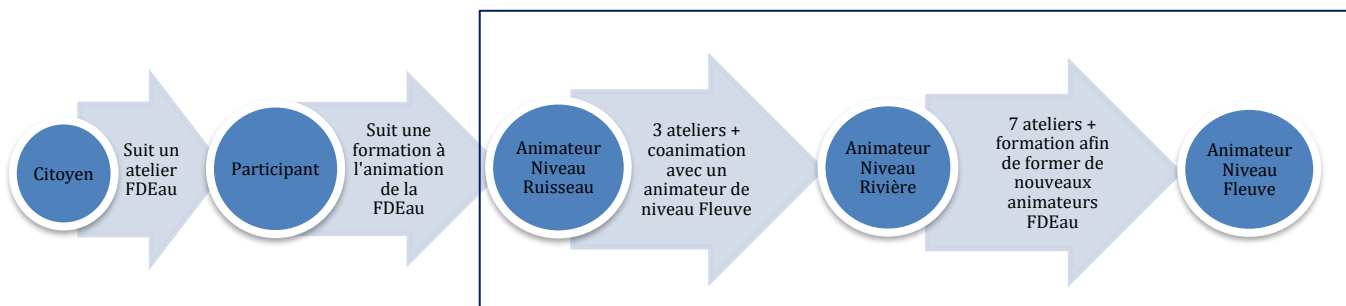 Citoyen
Suit un
atelier
FDEau
Participant
Suit une
formation à
l'animation
de la
FDEau
Animateur
Niveau
Ruisseau
3 ateliers +
coanimation
avec un
animateur de
niveau Fleuve
Animateur
Niveau
Rivière
7 ateliers +
formation afin
de former de
nouveaux
animateurs
FDEau
Animateur
Niveau
Fleuve